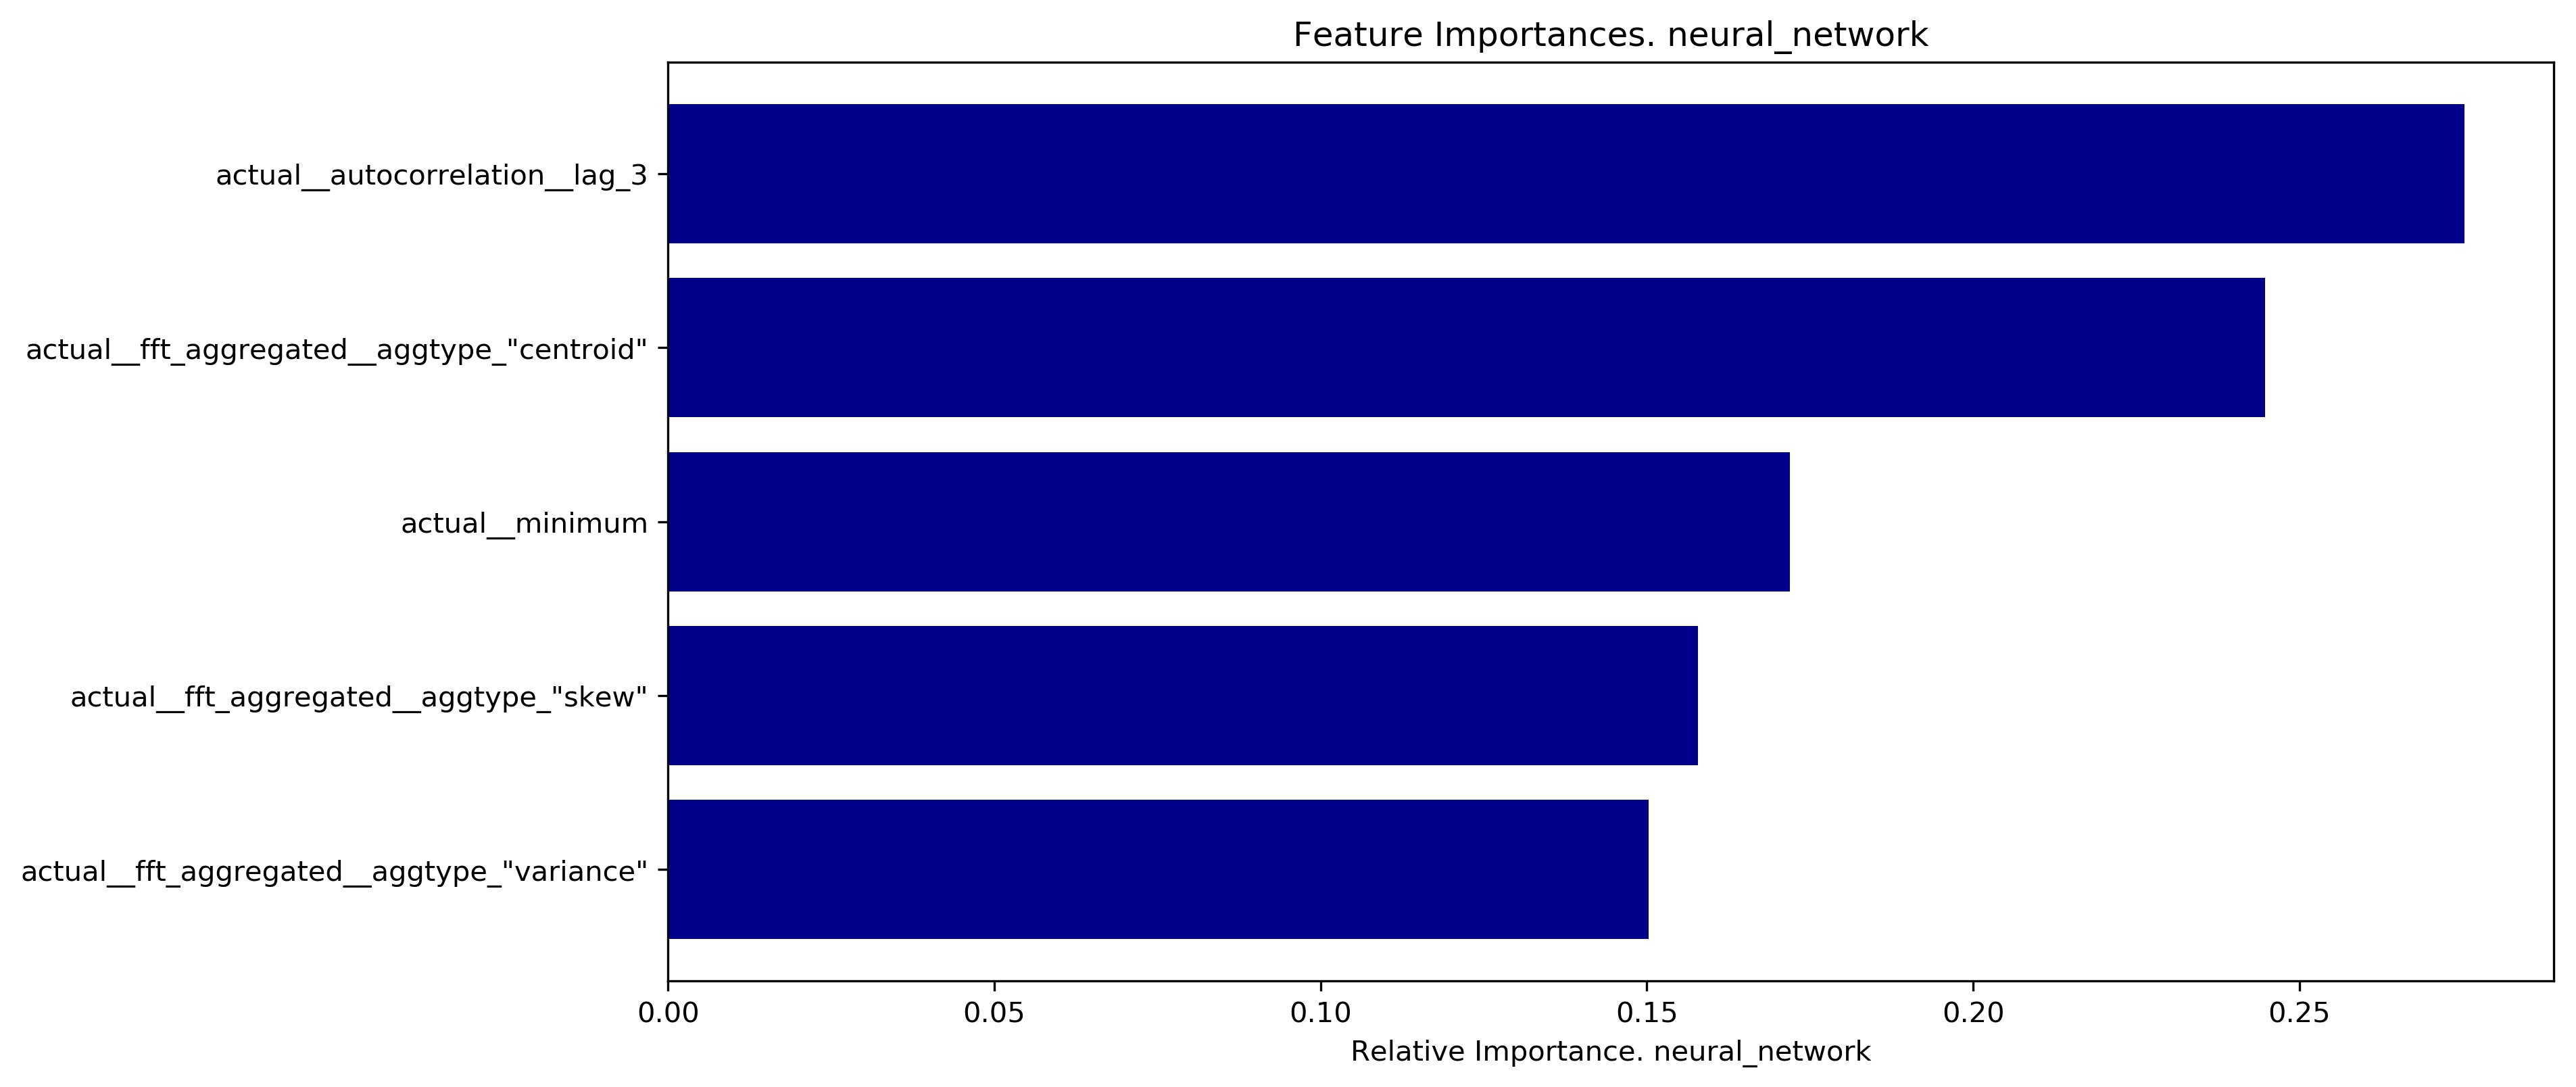 Feature Importances. neural_network
actual__autocorrelation__lag_3
actual__fft_aggregated__aggtype_"centroid"
actual__minimum
actual__fft_aggregated__aggtype_"skew"
actual__fft_aggregated__aggtype_"variance"
0.00 0.05 0.10 0.15 0.20 0.25
Relative Importance. neural_network